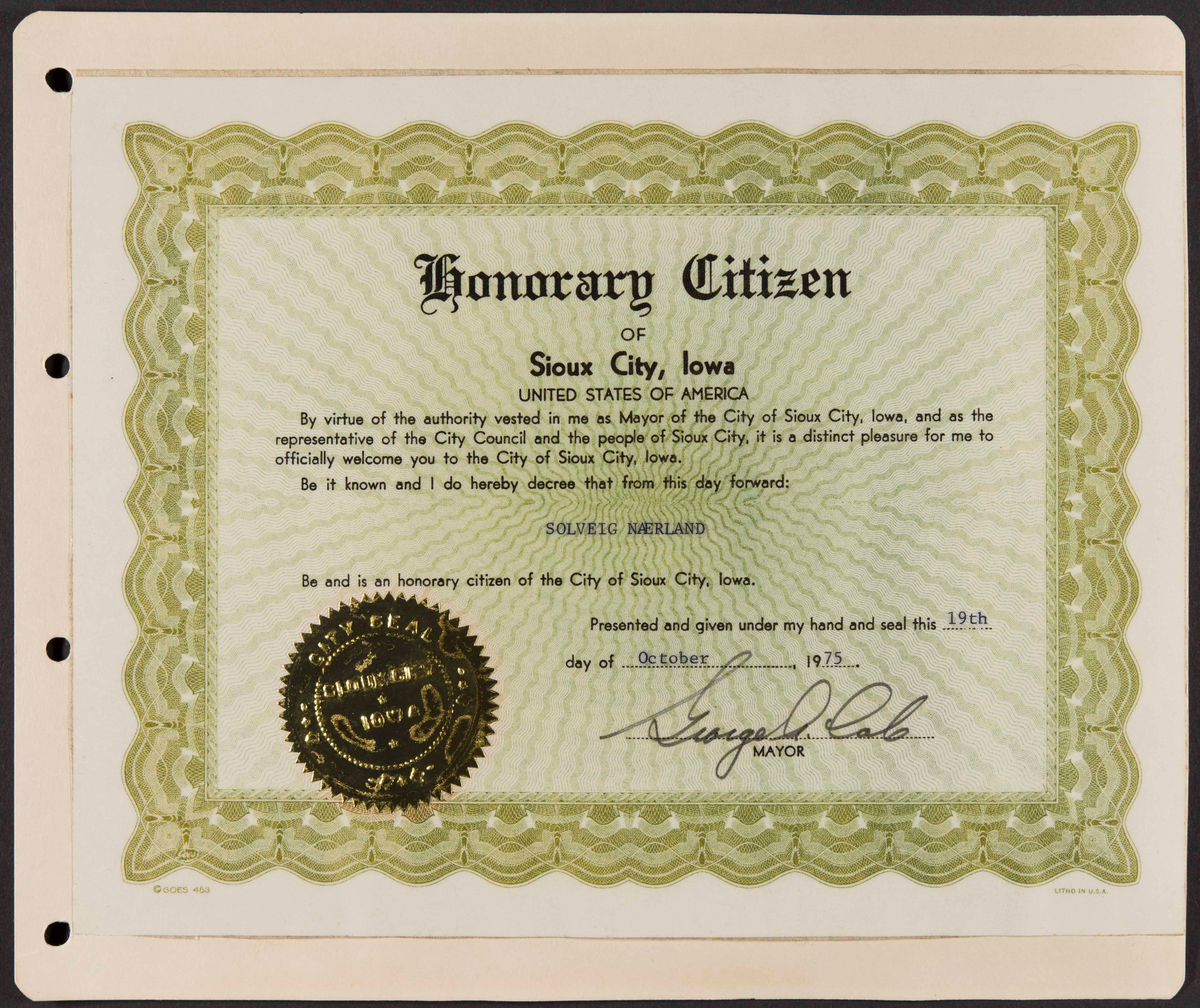 Honorary Citizen
OF
Sioux City, Iowa
UNITED STATES OF AMERICA
By virtue of the authority vested in me as Mayor of the City of Sioux City, Iowa, and as the
representative of the City Council and the people of Sioux City, it is a distinct pleasure for me to
officially welcome you to the City of Sioux City, Iowa.
Be it known and I do hereby decree that from this day forward:
SOLVEIG NÆRLAND
Be and is an honorary citizen of the City of Sioux City, Iowa.
Presented and given under my hand and seal this 19th
day of October, 1975.
George A.
MAYOR
CITY SEAL
IOWA
©GOES 453
LITHO IN U.S.A.